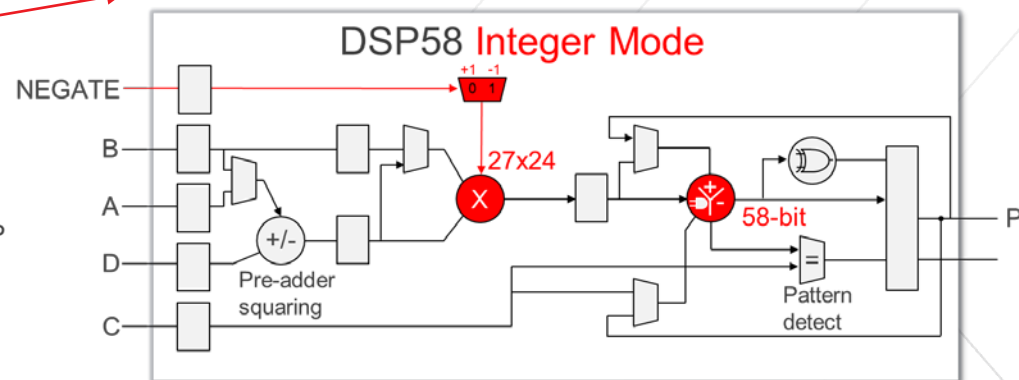 DSP58 Integer Mode
NEGATE
+1 -1
0 1
B
27x24
A
X
+
-
58-bit
P
+/-
D
Pre-adder
squaring
=
Pattern
detect
C